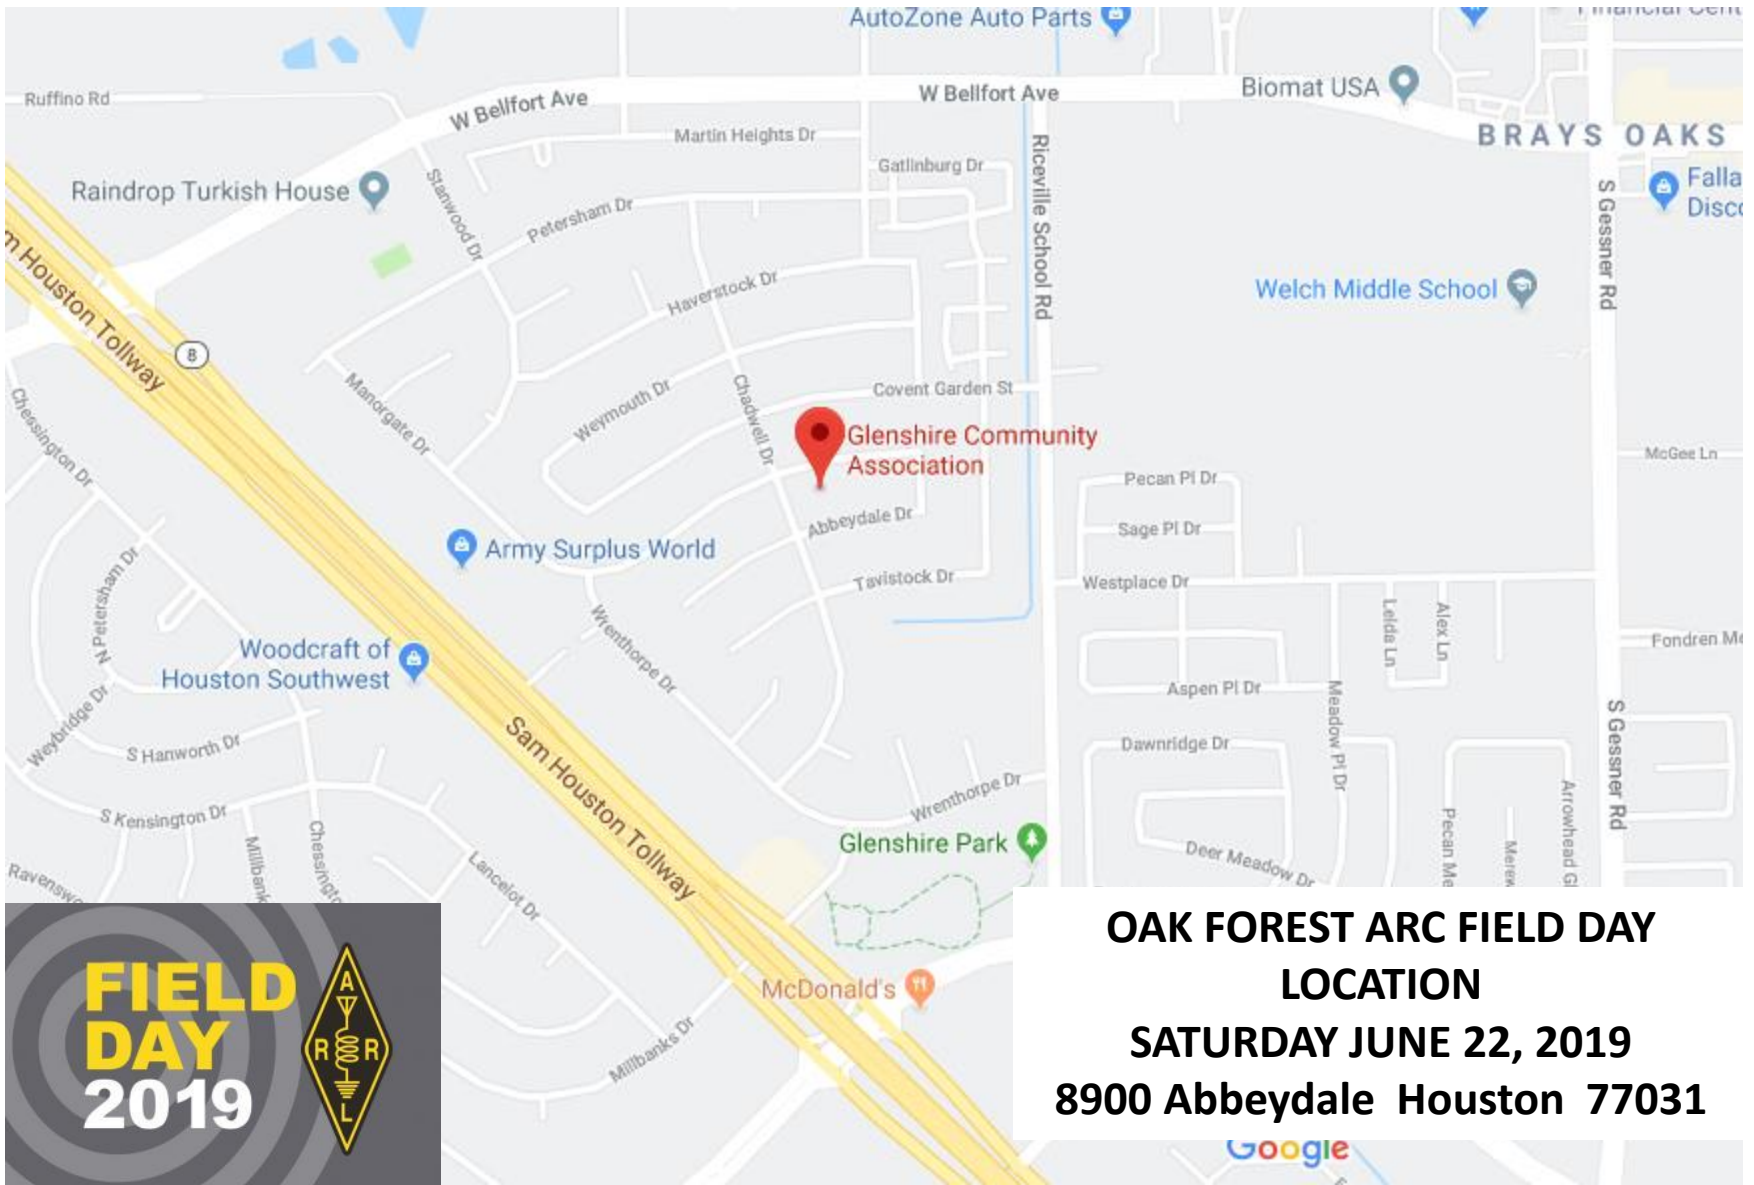 AutoZone Auto Parts
Ruffino Rd
W Bellfort Ave
W Bellfort Ave
Biomat USA
BRAYS OAKS
Martin Heights Dr
Gatlinburg Dr
Riceville School Rd
Raindrop Turkish House
Stanwood Dr
Petersham Dr
S Gessner Rd
Houston Tollway
8
Haverstock Dr
Welch Middle School
Chessington Dr
Manorgate Dr
Weymouth Dr
Chadwell Dr
Covent Garden St
Glenshire Community
Association
McGee Ln
Pecan Pl Dr
Abbeydale Dr
Sage Pl Dr
Army Surplus World
Tavistock Dr
Westplace Dr
N Petersham Dr
Wrenthorpe Dr
Leida Ln
Alex Ln
Fondren
Woodcraft of
Houston Southwest
Aspen Pl Dr
Meadow Pl Dr
Weybridge Dr
S Hanworth Dr
Sam Houston Tollway
Dawnridge Dr
S Gessner Rd
Wrenthorpe Dr
S Kensington Dr
Glenshire Park
Deer Meadow Dr
Pecan
Arrowhead
Millbank
Lancelot Dr
McDonald's
Millbanks Dr
FIELD
DAY
2019
A
R R
L
OAK FOREST ARC FIELD DAY
LOCATION
SATURDAY JUNE 22, 2019
8900 Abbeydale Houston 77031
Google